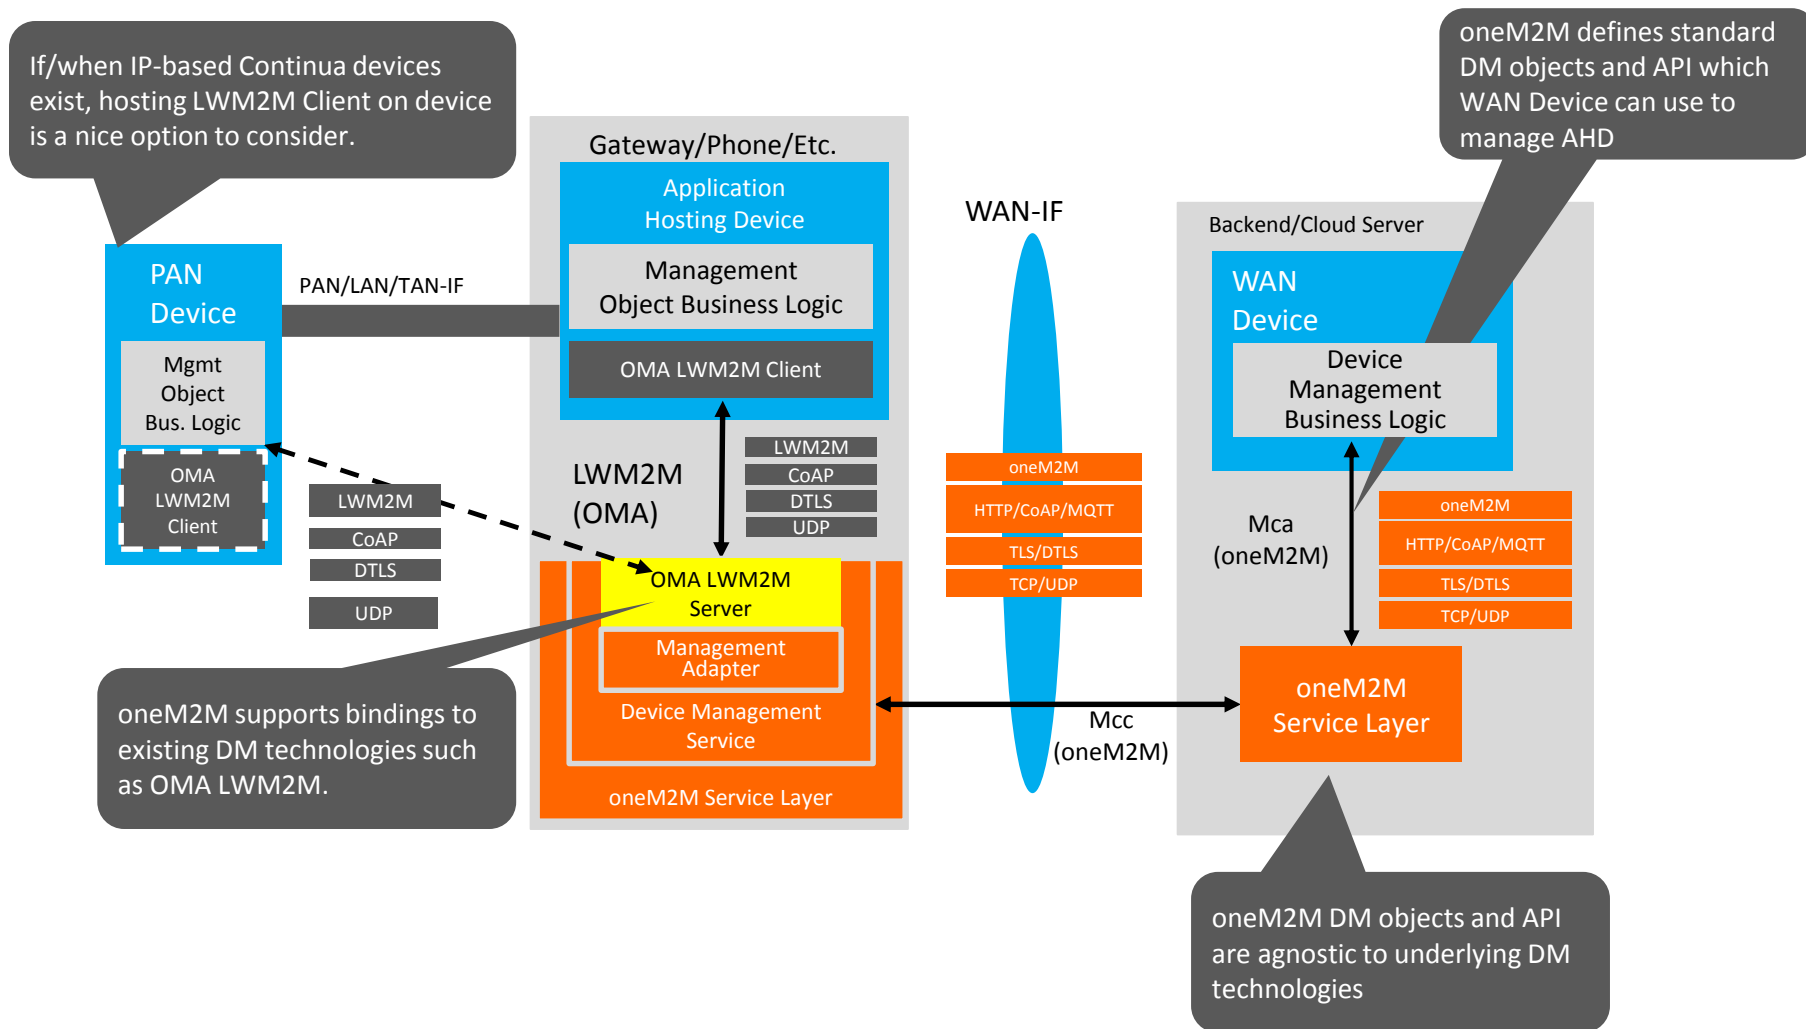 If/when IP-based Continua devices
exist, hosting LWM2M Client on device
is a nice option to consider.
oneM2M defines standard
DM objects and API which
WAN Device can use to
manage AHD
Gateway/Phone/Etc.
Application
Hosting Device
Management
Object Business Logic
OMA LWM2M Client
PAN
Device
PAN/LAN/TAN-IF
Mgmt
Object
Bus. Logic
OMA
LWM2M
Client
LWM2M
CoAP
DTLS
UDP
LWM2M
(OMA)
LWM2M
CoAP
DTLS
UDP
OMA LWM2M
Server
Management
Adapter
Device Management
Service
oneM2M Service Layer
oneM2M supports bindings to
existing DM technologies such
as OMA LWM2M.
WAN-IF
oneM2M
HTTP/CoAP/MQTT
TLS/DTLS
TCP/UDP
Mcc
(oneM2M)
Backend/Cloud Server
WAN
Device
Device
Management
Business Logic
Mca
(oneM2M)
oneM2M
HTTP/CoAP/MQTT
TLS/DTLS
TCP/UDP
oneM2M
Service Layer
oneM2M DM objects and API
are agnostic to underlying DM
technologies